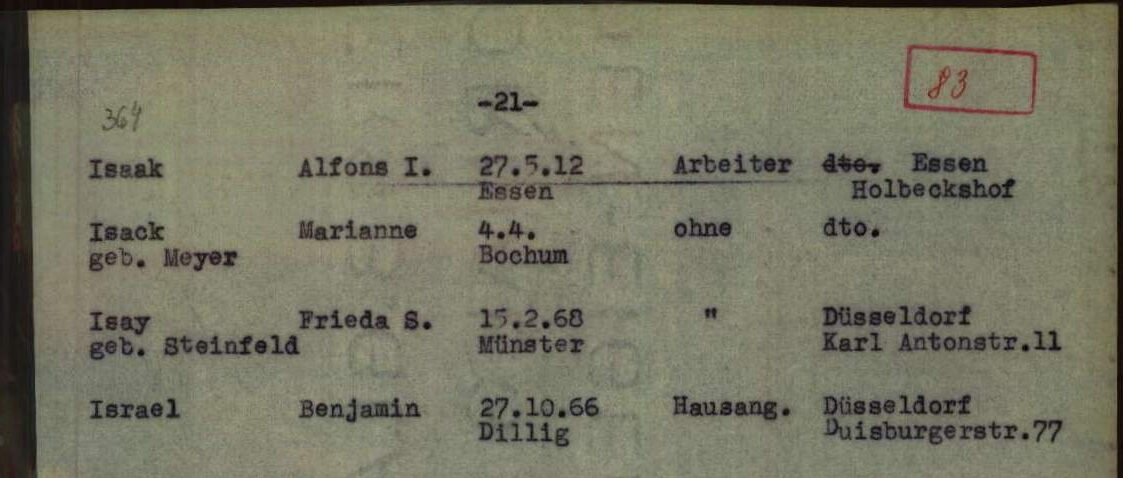 83
364
-21-
Isaak Alfons I. 27.5.12 Arbeiter dto. Essen
Essen Holbeckshof
Isack Marianne 4.4. ohne dto.
geb. Meyer Bochum
Isay Frieda S. 15.2.68 " Düsseldorf
geb. Steinfeld Münster Karl Antonstr.11
Israel Benjamin 27.10.66 Hausang. Düsseldorf
Dillig Duisburgerstr.77